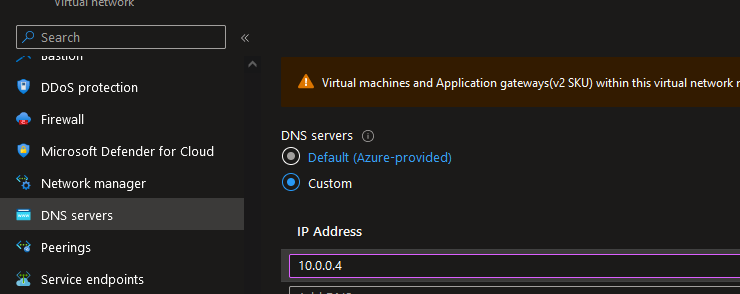 Virtual network
Search
«
Bastion
DDoS protection
Firewall
Microsoft Defender for Cloud
Network manager
DNS servers
Peerings
Service endpoints
Virtual machines and Application gateways(v2 SKU) within this virtual network
DNS servers
Default (Azure-provided)
Custom
IP Address
10.0.0.4
Add DNS